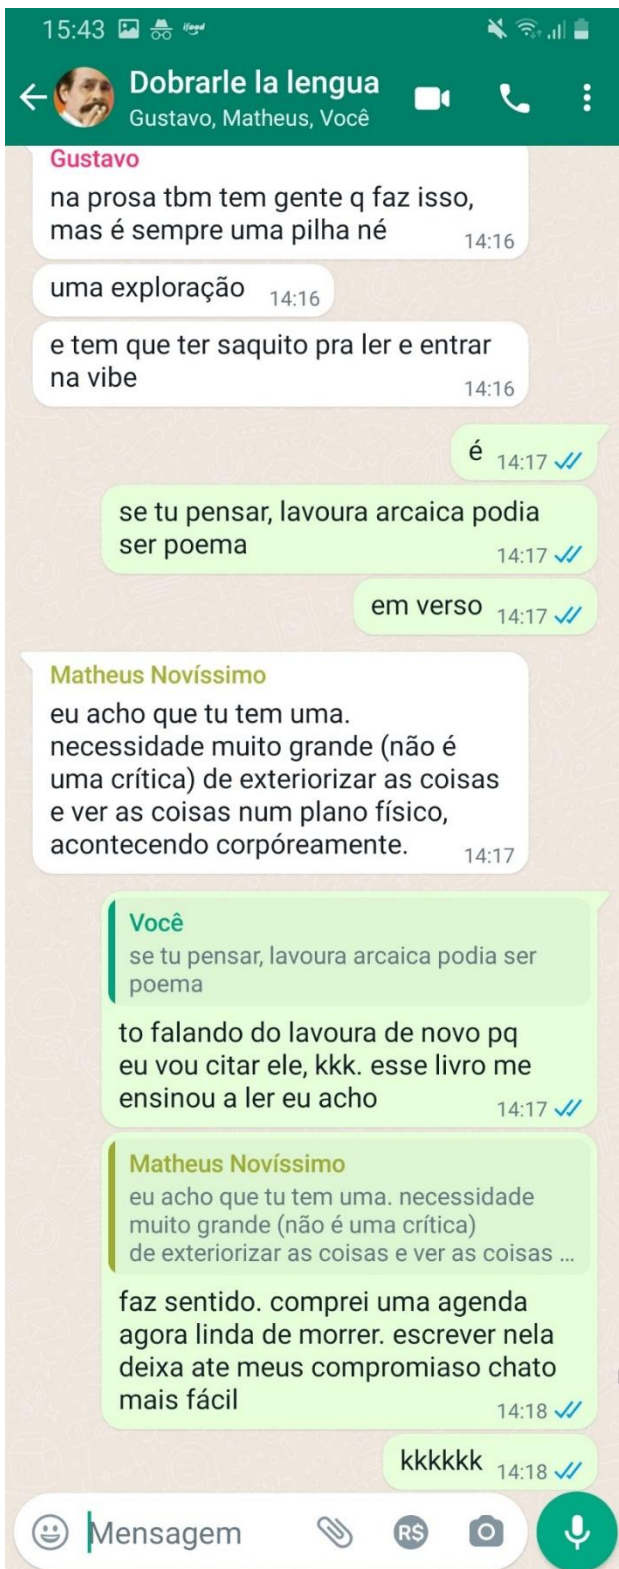 15:43 ifood
Dobrarle la lengua
Gustavo, Matheus, Você
Gustavo
na prosa tbm tem gente q faz isso,
mas é sempre uma pilha né 14:16
uma exploração 14:16
e tem que ter saquito pra ler e entrar
na vibe 14:16
é 14:17
se tu pensar, lavoura arcaica podia
ser poema 14:17
em verso 14:17
Matheus Novíssimo
eu acho que tu tem uma.
necessidade muito grande (não é
uma crítica) de exteriorizar as coisas
e ver as coisas num plano físico,
acontecendo corpóreamente. 14:17
Você
se tu pensar, lavoura arcaica podia ser
poema
to falando do lavoura de novo pq
eu vou citar ele, kkk. esse livro me
ensinou a ler eu acho 14:17
Matheus Novíssimo
eu acho que tu tem uma. necessidade
muito grande (não é uma crítica)
de exteriorizar as coisas e ver as coisas ...
faz sentido. comprei uma agenda
agora linda de morrer. escrever nela
deixa ate meus compromiaso chato
mais fácil 14:18
kkkkkk 14:18
Mensagem R$